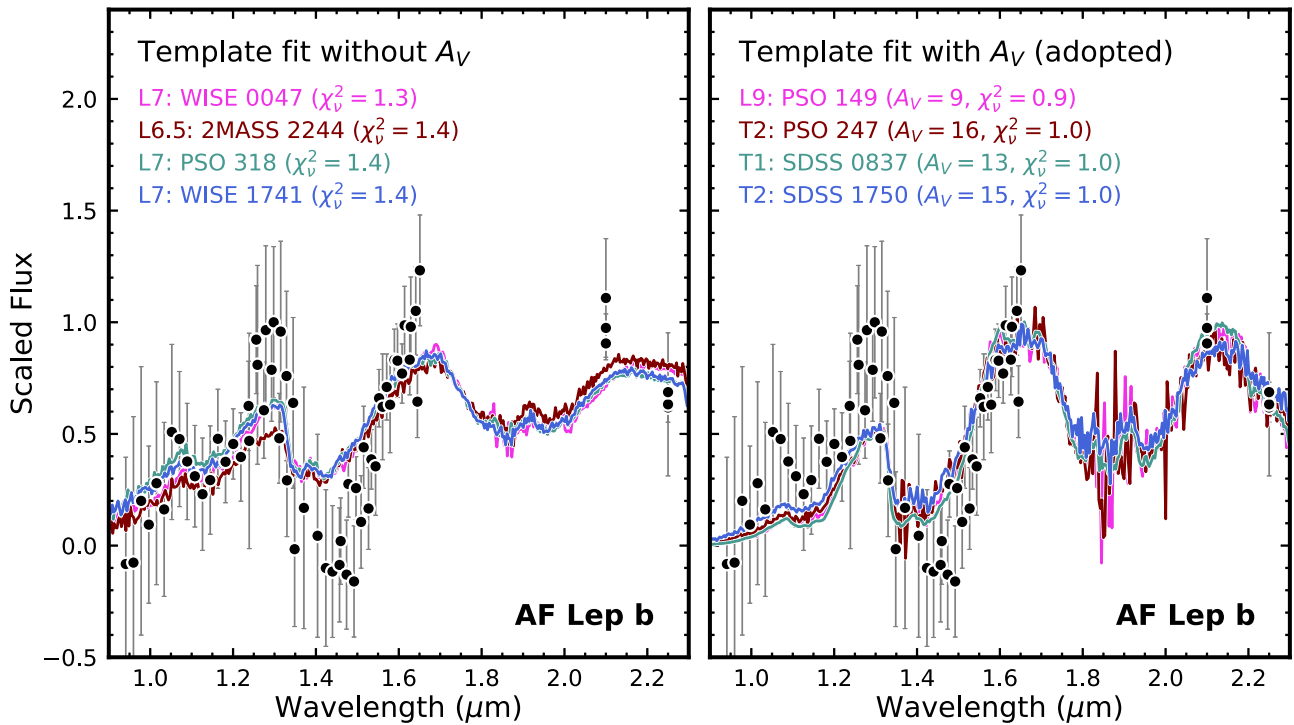 Template fit without A_V
L7: WISE 0047 (χ²_ν = 1.3)
L6.5: 2MASS 2244 (χ²_ν = 1.4)
L7: PSO 318 (χ²_ν = 1.4)
L7: WISE 1741 (χ²_ν = 1.4)
AF Lep b
Scaled Flux
2.0
1.5
1.0
0.5
0.0
−0.5
1.0 1.2 1.4 1.6 1.8 2.0 2.2
Wavelength (μm)
Template fit with A_V (adopted)
L9: PSO 149 (A_V = 9, χ²_ν = 0.9)
T2: PSO 247 (A_V = 16, χ²_ν = 1.0)
T1: SDSS 0837 (A_V = 13, χ²_ν = 1.0)
T2: SDSS 1750 (A_V = 15, χ²_ν = 1.0)
AF Lep b
1.0 1.2 1.4 1.6 1.8 2.0 2.2
Wavelength (μm)